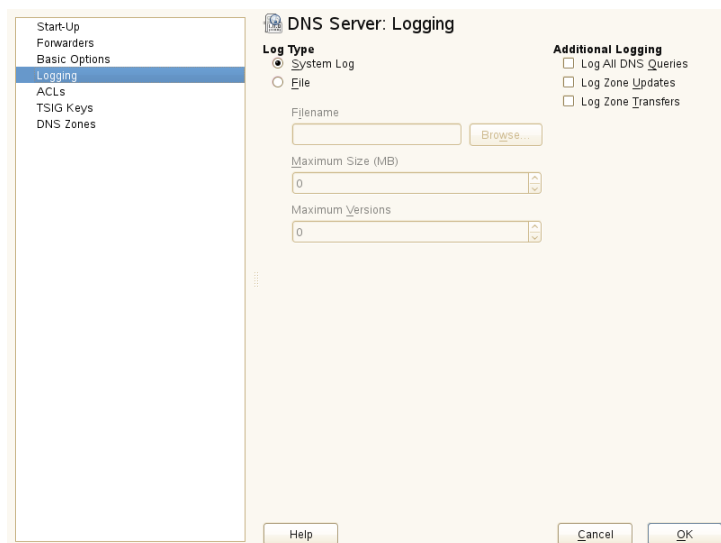 Start-Up
Forwarders
Basic Options
Logging
ACLs
TSIG Keys
DNS Zones
DNS Server: Logging
Log Type
System Log
File
Filename
Browse...
Maximum Size (MB)
0
Maximum Versions
0
Additional Logging
Log All DNS Queries
Log Zone Updates
Log Zone Transfers
Help
Cancel
OK